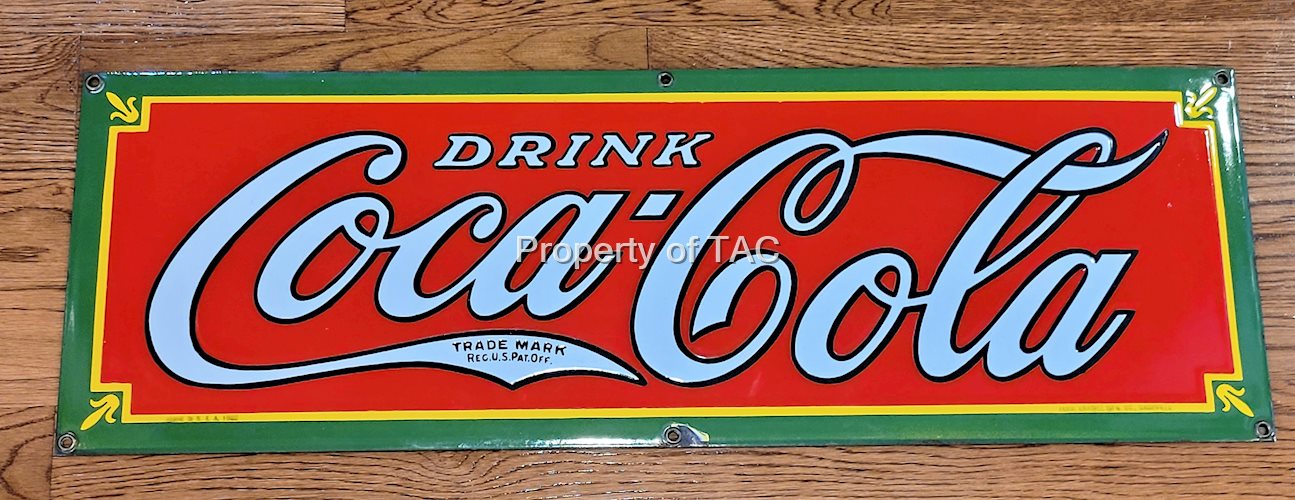 DRINK
Coca-Cola
TRADE MARK
REG.U.S.PAT.OFF.
Property of TAC